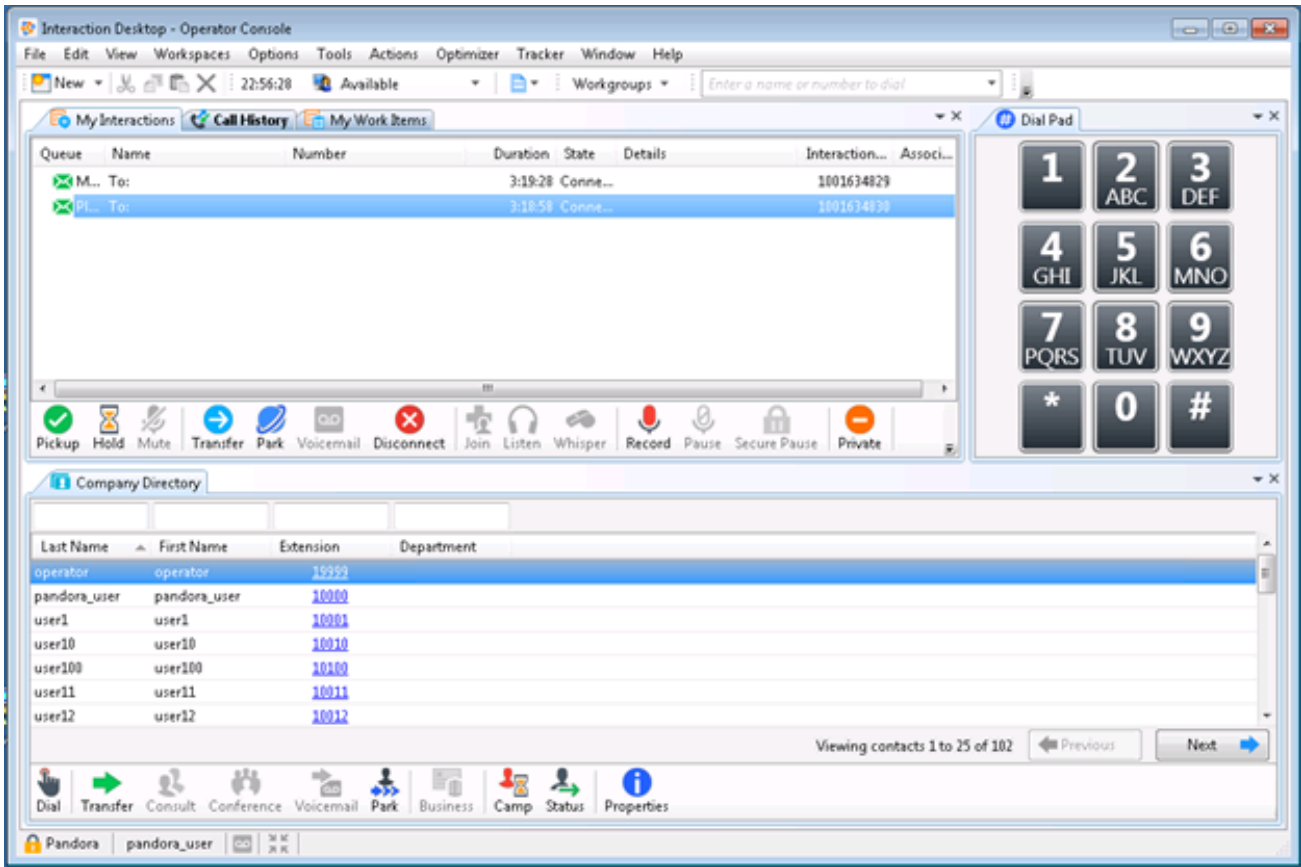 Interaction Desktop - Operator Console
File Edit View Workspaces Options Tools Actions Optimizer Tracker Window Help
New 22:56:28 Available Workgroups Enter a name or number to dial
My Interactions Call History My Work Items
Queue Name Number Duration State Details Interaction... Associ...
M... To: 3:19:28 Conne... 1001634829
Pl... To: 3:18:58 Conne... 1001634830
Pickup Hold Mute Transfer Park Voicemail Disconnect Join Listen Whisper Record Pause Secure Pause Private
Dial Pad
1 2 3
ABC DEF
4 5 6
GHI JKL MNO
7 8 9
PQRS TUV WXYZ
* 0 #
Company Directory
Last Name First Name Extension Department
operator operator 19999
pandora_user pandora_user 10000
user1 user1 10001
user10 user10 10010
user100 user100 10100
user11 user11 10011
user12 user12 10012
Viewing contacts 1 to 25 of 102 Previous Next
Dial Transfer Consult Conference Voicemail Park Business Camp Status Properties
Pandora pandora_user